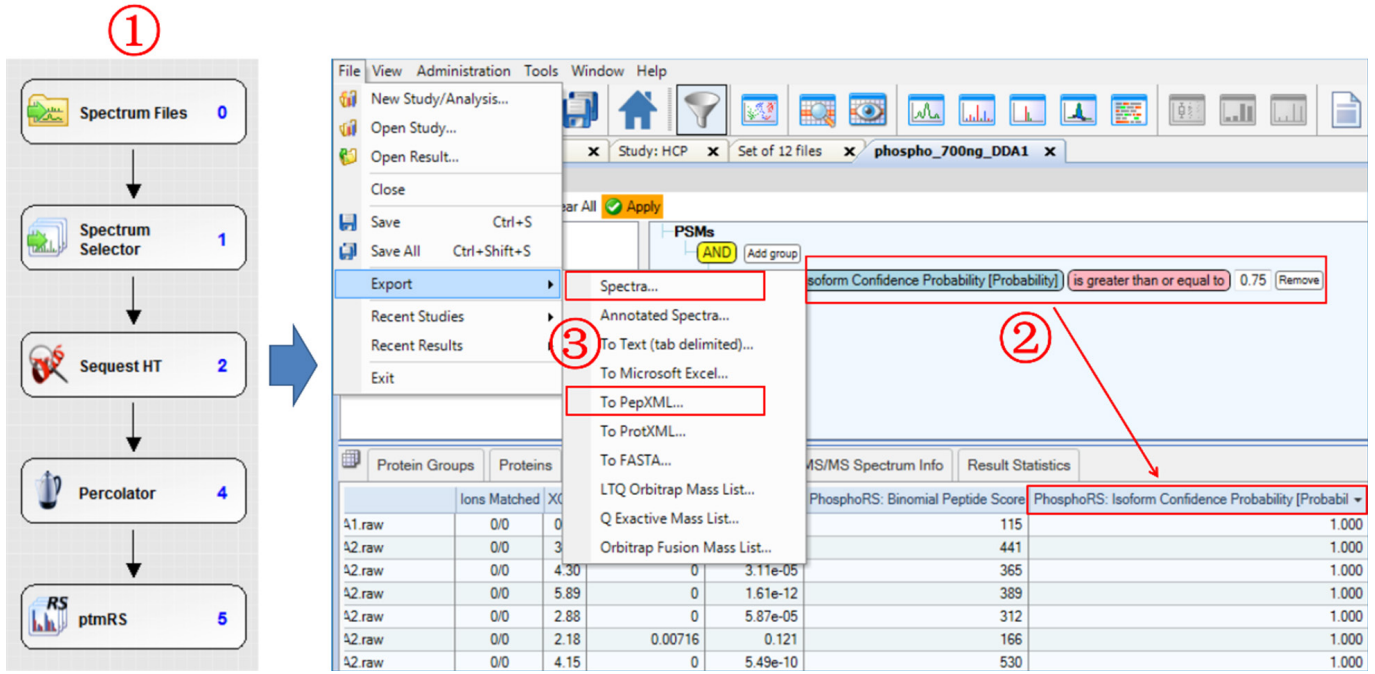 ①
Spectrum Files 0
Spectrum
Selector 1
Sequest HT 2
Percolator 4
RS
ptmRS 5
File View Administration Tools Window Help
New Study/Analysis...
Open Study...
Open Result...
Close
Save Ctrl+S
Save All Ctrl+Shift+S
Export
Recent Studies
Recent Results
Exit
③
Spectra...
Annotated Spectra...
To Text (tab delimited)...
To Microsoft Excel...
To PepXML...
To ProtXML...
To FASTA...
LTQ Orbitrap Mass List...
Q Exactive Mass List...
Orbitrap Fusion Mass List...
x Study: HCP x Set of 12 files x phospho_700ng_DDA1 x
ear All Apply
PSMs
AND Add group
soform Confidence Probability [Probability] is greater than or equal to 0.75 Remove
②
Protein Groups Proteins MS/MS Spectrum Info Result Statistics
Ions Matched XC PhosphoRS: Binomial Peptide Score PhosphoRS: Isoform Confidence Probability [Probabil
A1.raw 0/0 0 115 1.000
A2.raw 0/0 3 441 1.000
A2.raw 0/0 4.30 0 3.11e-05 365 1.000
A2.raw 0/0 5.89 0 1.61e-12 389 1.000
A2.raw 0/0 2.88 0 5.87e-05 312 1.000
A2.raw 0/0 2.18 0.00716 0.121 166 1.000
A2.raw 0/0 4.15 0 5.49e-10 530 1.000